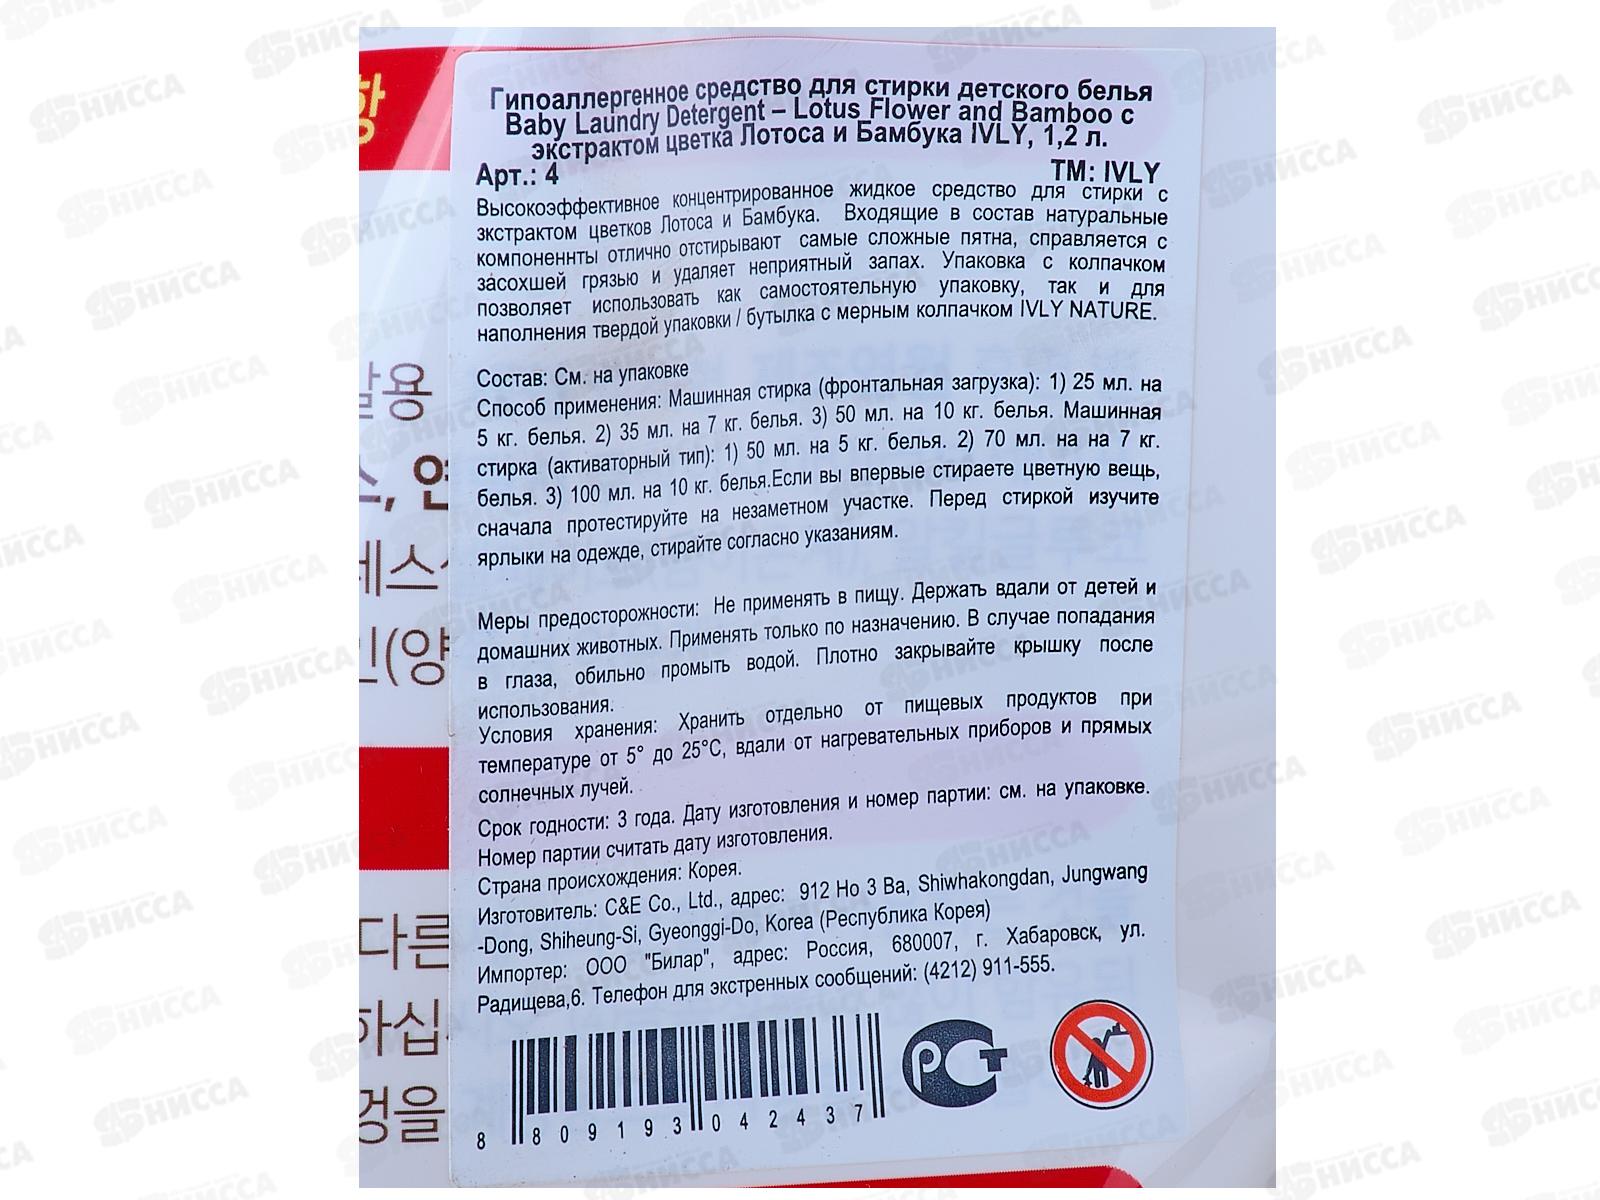 Гипоаллергенное средство для стирки детского белья
Baby Laundry Detergent – Lotus Flower and Bamboo с
экстрактом цветка Лотоса и Бамбука IVLY, 1,2 л.
Арт.: 4 ТМ: IVLY
Высокоэффективное концентрированное жидкое средство для стирки с
экстрактом цветков Лотоса и Бамбука. Входящие в состав натуральные
компоненнты отлично отстирывают самые сложные пятна, справляется с
засохшей грязью и удаляет неприятный запах. Упаковка с колпачком
позволяет использовать как самостоятельную упаковку, так и для
наполнения твердой упаковки / бутылка с мерным колпачком IVLY NATURE.
Состав: См. на упаковке
Способ применения: Машинная стирка (фронтальная загрузка): 1) 25 мл. на
5 кг. белья. 2) 35 мл. на 7 кг. белья. 3) 50 мл. на 10 кг. белья. Машинная
стирка (активаторный тип): 1) 50 мл. на 5 кг. белья. 2) 70 мл. на на 7 кг.
белья. 3) 100 мл. на 10 кг. белья.Если вы впервые стираете цветную вещь,
сначала протестируйте на незаметном участке. Перед стиркой изучите
ярлыки на одежде, стирайте согласно указаниям.
Меры предосторожности: Не применять в пищу. Держать вдали от детей и
домашних животных. Применять только по назначению. В случае попадания
в глаза, обильно промыть водой. Плотно закрывайте крышку после
использования.
Условия хранения: Хранить отдельно от пищевых продуктов при
температуре от 5° до 25°С, вдали от нагревательных приборов и прямых
солнечных лучей.
Срок годности: 3 года. Дату изготовления и номер партии: см. на упаковке.
Номер партии считать дату изготовления.
Страна происхождения: Корея.
Изготовитель: C&E Co., Ltd., адрес: 912 Ho 3 Ba, Shiwhakongdan, Jungwang
-Dong, Shiheung-Si, Gyeonggi-Do, Korea (Республика Корея)
Импортер: ООО "Билар", адрес: Россия, 680007, г. Хабаровск, ул.
Радищева,6. Телефон для экстренных сообщений: (4212) 911-555.
8 809193 042437
РСТ
항
발용
스, 연
세스
인(양
다른
하십
헝을
НИССА